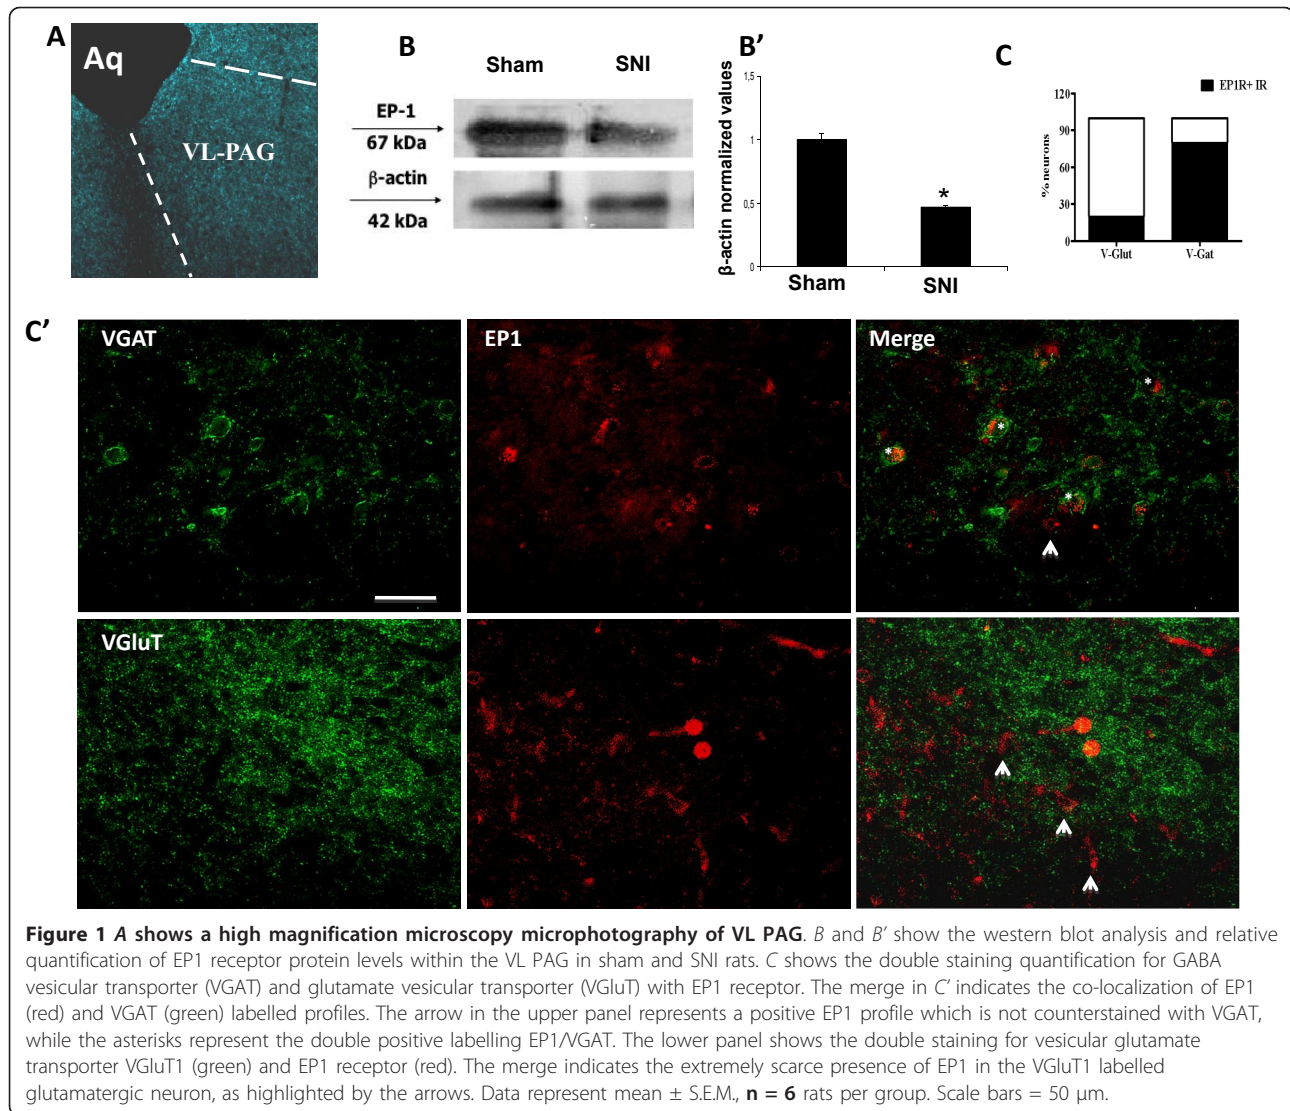 A
Aq
VL-PAG
B
Sham SNI
EP-1
67 kDa
β-actin
42 kDa
B’
β-actin normalized values
1,5
1
0,5
0
*
Sham SNI
C
EP1R+ IR
% neurons
120
90
60
30
0
V-Glut V-Gat
C’
VGAT
EP1
Merge
*
*
*
*
VGluT
Figure 1 A shows a high magnification microscopy microphotography of VL PAG. B and B’ show the western blot analysis and relative
quantification of EP1 receptor protein levels within the VL PAG in sham and SNI rats. C shows the double staining quantification for GABA
vesicular transporter (VGAT) and glutamate vesicular transporter (VGluT) with EP1 receptor. The merge in C’ indicates the co-localization of EP1
(red) and VGAT (green) labelled profiles. The arrow in the upper panel represents a positive EP1 profile which is not counterstained with VGAT,
while the asterisks represent the double positive labelling EP1/VGAT. The lower panel shows the double staining for vesicular glutamate
transporter VGluT1 (green) and EP1 receptor (red). The merge indicates the extremely scarce presence of EP1 in the VGluT1 labelled
glutamatergic neuron, as highlighted by the arrows. Data represent mean ± S.E.M., n = 6 rats per group. Scale bars = 50 μm.